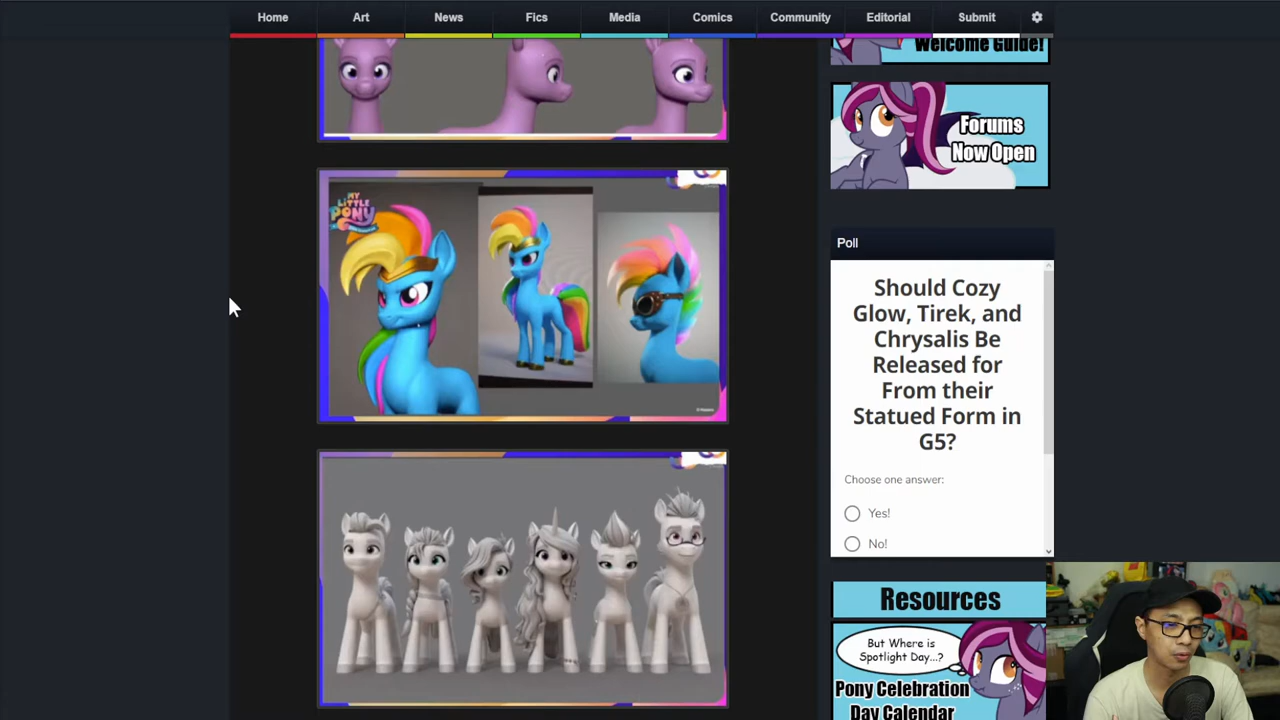 Home Art News Fics Media Comics Community Editorial Submit
Welcome Guide!
Forums
Now Open
MY
LITTLE
PONY
Poll
Should Cozy
Glow, Tirek, and
Chrysalis Be
Released for
From their
Statued Form in
G5?
Choose one answer:
Yes!
No!
Resources
But Where is
Spotlight Day...?
Pony Celebration
Day Calendar